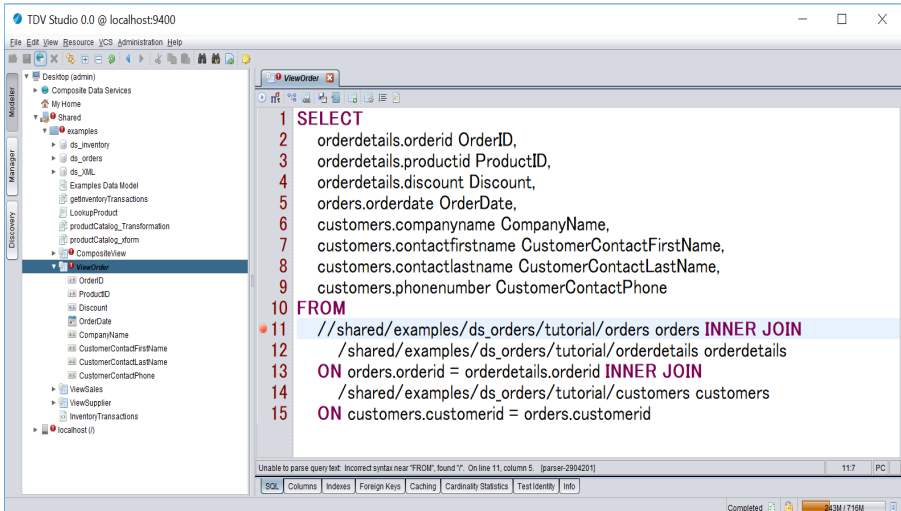 TDV Studio 0.0 @ localhost:9400
File Edit View Resource VCS Administration Help
Modeler
Manager
Discovery
Desktop (admin)
Composite Data Services
My Home
Shared
examples
ds_inventory
ds_orders
ds_XML
Examples Data Model
getInventoryTransactions
LookupProduct
productCatalog_Transformation
productCatalog_xform
CompositeView
ViewOrder
OrderID
ProductID
Discount
OrderDate
CompanyName
CustomerContactFirstName
CustomerContactLastName
CustomerContactPhone
ViewSales
ViewSupplier
InventoryTransactions
localhost (/)
ViewOrder
1 SELECT
2 orderdetails.orderid OrderID,
3 orderdetails.productid ProductID,
4 orderdetails.discount Discount,
5 orders.orderdate OrderDate,
6 customers.companyname CompanyName,
7 customers.contactfirstname CustomerContactFirstName,
8 customers.contactlastname CustomerContactLastName,
9 customers.phonenumber CustomerContactPhone
10 FROM
11 //shared/examples/ds_orders/tutorial/orders orders INNER JOIN
12 /shared/examples/ds_orders/tutorial/orderdetails orderdetails
13 ON orders.orderid = orderdetails.orderid INNER JOIN
14 /shared/examples/ds_orders/tutorial/customers customers
15 ON customers.customerid = orders.customerid
Unable to parse query text: Incorrect syntax near "FROM", found "/". On line 11, column 5. [parser-2904201] 11:7 PC
SQL Columns Indexes Foreign Keys Caching Cardinality Statistics Test Identity Info
Completed 243M / 716M